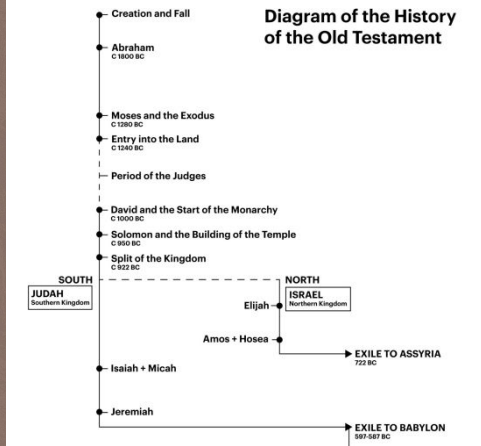 Diagram of the History
of the Old Testament
Creation and Fall
Abraham
C 1800 BC
Moses and the Exodus
C 1280 BC
Entry into the Land
C 1240 BC
Period of the Judges
David and the Start of the Monarchy
C 1000 BC
Solomon and the Building of the Temple
C 950 BC
Split of the Kingdom
C 922 BC
SOUTH
NORTH
JUDAH
Southern Kingdom
ISRAEL
Northern Kingdom
Elijah
Amos + Hosea
EXILE TO ASSYRIA
722 BC
Isaiah + Micah
Jeremiah
EXILE TO BABYLON
597-587 BC